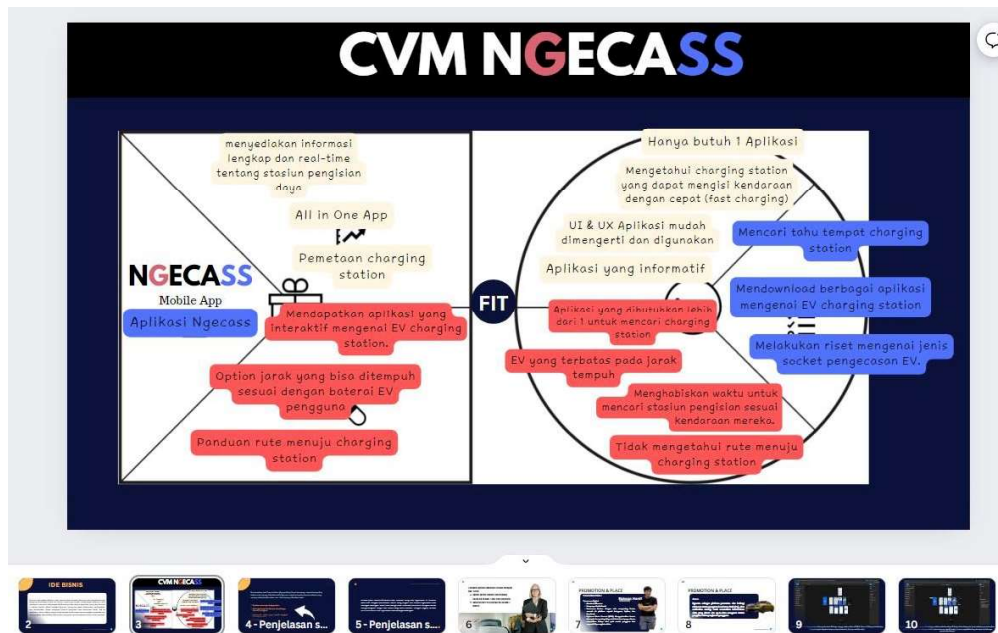 CVM NGECASS
menyediakan informasi
lengkap dan real-time
tentang stasiun pengisian
daya
All in One App
Pemetaan charging
station
NGECASS
Mobile App
Aplikasi Ngecass
Mendapatkan aplikasi yang
interaktif mengenai EV charging
station.
Option jarak yang bisa ditempuh
sesuai dengan baterai EV
pengguna
Panduan rute menuju charging
station
FIT
Hanya butuh 1 Aplikasi
Mengetahui charging station
yang dapat mengisi kendaraan
dengan cepat (fast charging)
UI & UX Aplikasi mudah
dimengerti dan digunakan
Aplikasi yang informatif
Mencari tahu tempat charging
station
Mendownload berbagai aplikasi
mengenai EV charging station
Melakukan riset mengenai jenis
socket pengecasan EV.
Aplikasi yang dibutuhkan lebih
dari 1 untuk mencari charging
station
EV yang terbatas pada jarak
tempuh
Menghabiskan waktu untuk
mencari stasiun pengisian sesuai
kendaraan mereka.
Tidak mengetahui rute menuju
charging station
IDE BISNIS
2
CVM NGECASS
3
4 - Penjelasan s...
5 - Penjelasan s...
6
PROMOTION & PLACE
7
PROMOTION & PLACE
8
9
10